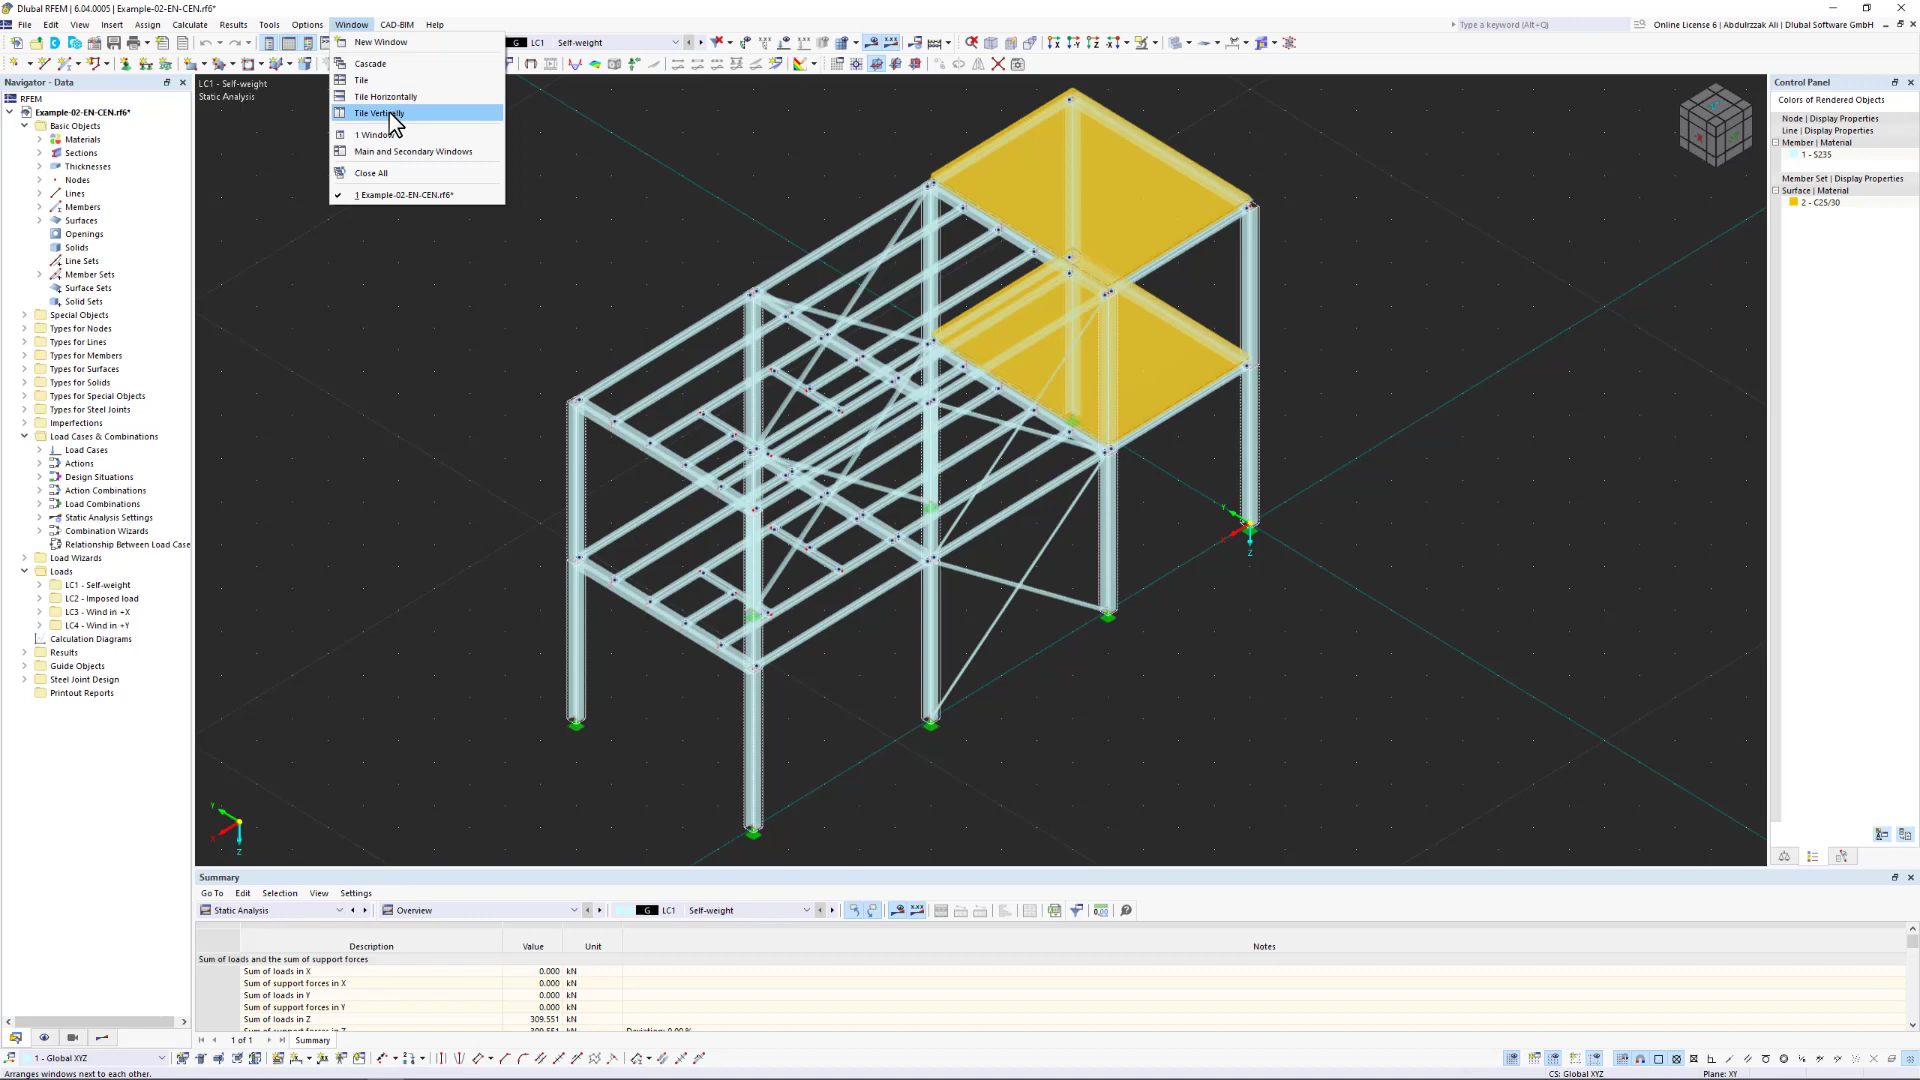 Dlubal RFEM | 6.04.0005 | Example-02-EN-CEN.rf6*
File Edit View Insert Assign Calculate Results Tools Options Window CAD-BIM Help
Type a keyword (Alt+Q)
Online License 6 | Abdulrzzak Ali | Dlubal Software GmbH
G LC1 Self-weight
New Window
Cascade
Tile
Tile Horizontally
Tile Vertically
1 Window
Main and Secondary Windows
Close All
1 Example-02-EN-CEN.rf6*
Navigator - Data
RFEM
Example-02-EN-CEN.rf6*
Basic Objects
Materials
Sections
Thicknesses
Nodes
Lines
Members
Surfaces
Openings
Solids
Line Sets
Member Sets
Surface Sets
Solid Sets
Special Objects
Types for Nodes
Types for Lines
Types for Members
Types for Surfaces
Types for Solids
Types for Special Objects
Types for Steel Joints
Imperfections
Load Cases & Combinations
Load Cases
Actions
Design Situations
Action Combinations
Load Combinations
Static Analysis Settings
Combination Wizards
Relationship Between Load Case
Load Wizards
Loads
LC1 - Self-weight
LC2 - Imposed load
LC3 - Wind in +X
LC4 - Wind in +Y
Calculation Diagrams
Results
Guide Objects
Steel Joint Design
Printout Reports
LC1 - Self-weight
Static Analysis
Y
X
Z
Y
X
Z
Control Panel
Colors of Rendered Objects
Node | Display Properties
Line | Display Properties
Member | Material
1 - S235
Member Set | Display Properties
Surface | Material
2 - C25/30
Summary
Go To Edit Selection View Settings
Static Analysis Overview G LC1 Self-weight
Description Value Unit Notes
Sum of loads and the sum of support forces
Sum of loads in X 0.000 kN
Sum of support forces in X 0.000 kN
Sum of loads in Y 0.000 kN
Sum of support forces in Y 0.000 kN
Sum of loads in Z 309.551 kN
Sum of support forces in Z 309.551 kN Deviation: 0.00 %
1 of 1 Summary
1 - Global XYZ
Arranges windows next to each other.
CS: Global XYZ Plane: XY